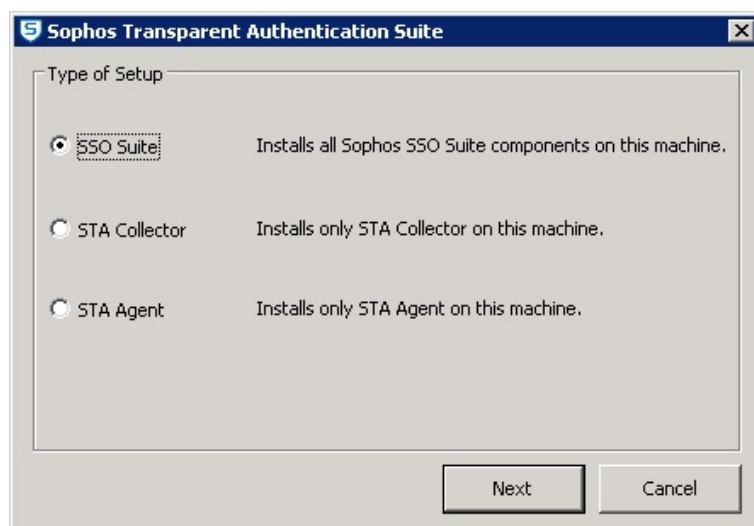 Sophos Transparent Authentication Suite
Type of Setup
SSO Suite Installs all Sophos SSO Suite components on this machine.
STA Collector Installs only STA Collector on this machine.
STA Agent Installs only STA Agent on this machine.
Next Cancel